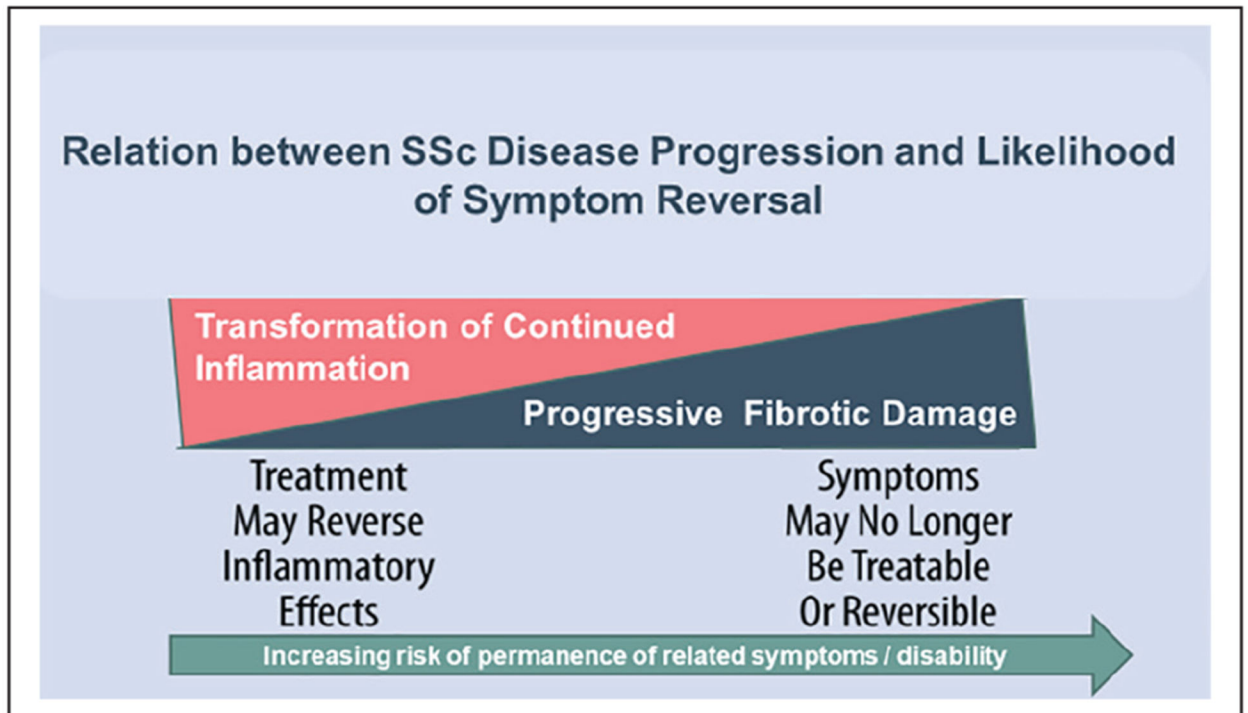 Relation between SSc Disease Progression and Likelihood
of Symptom Reversal
Transformation of Continued
Inflammation
Progressive Fibrotic Damage
Treatment
May Reverse
Inflammatory
Effects
Symptoms
May No Longer
Be Treatable
Or Reversible
Increasing risk of permanence of related symptoms / disability